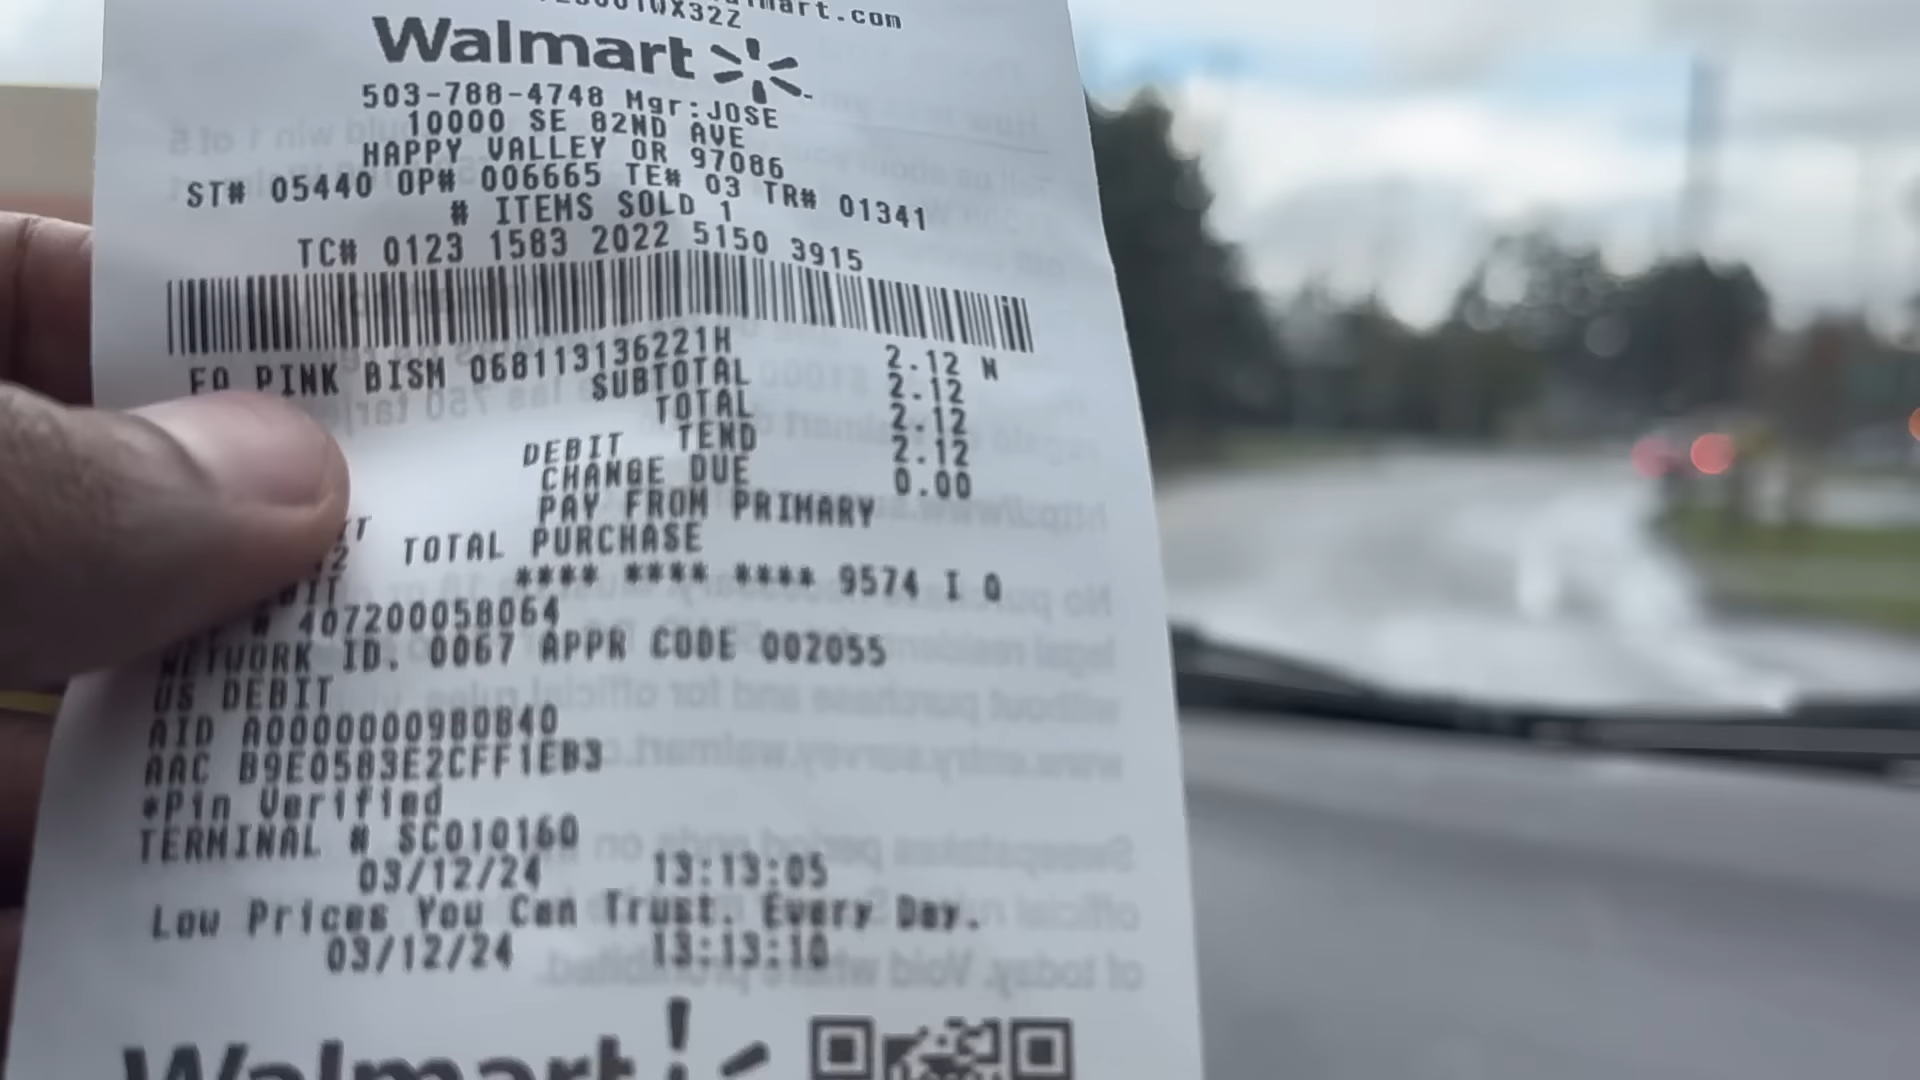 Walmart
503-788-4748 Mgr:JOSE
10000 SE 82ND AVE
HAPPY VALLEY OR 97086
ST# 05440 OP# 006665 TE# 03 TR# 01341
# ITEMS SOLD 1
TC# 0123 1583 2022 5150 3915
EQ PINK BISM 068113136221H 2.12 N
SUBTOTAL 2.12
TOTAL 2.12
DEBIT TEND 2.12
CHANGE DUE 0.00
PAY FROM PRIMARY
TOTAL PURCHASE
**** **** **** 9574 I 0
# 407200058064
NETWORK ID. 0067 APPR CODE 002055
US DEBIT
AID A0000000980840
AAC B9E0583E2CFF1EB3
*Pin Verified
TERMINAL # SC010160
03/12/24 13:13:05
Low Prices You Can Trust. Every Day.
03/12/24 13:13:10
Walmart